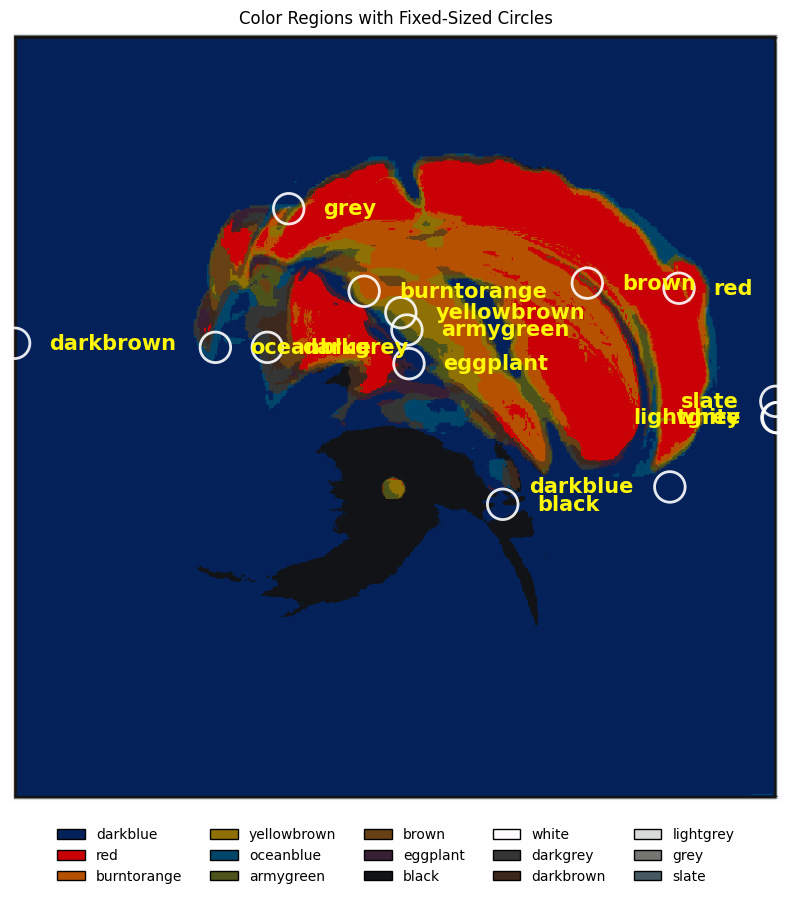 Color Regions with Fixed-Sized Circles
grey
brown
red
burntorange
yellowbrown
armygreen
darkbrown
oceanblue
darkgrey
eggplant
slate
lightgrey
white
darkblue
black
darkblue yellowbrown brown white lightgrey
red oceanblue eggplant darkgrey grey
burntorange armygreen black darkbrown slate